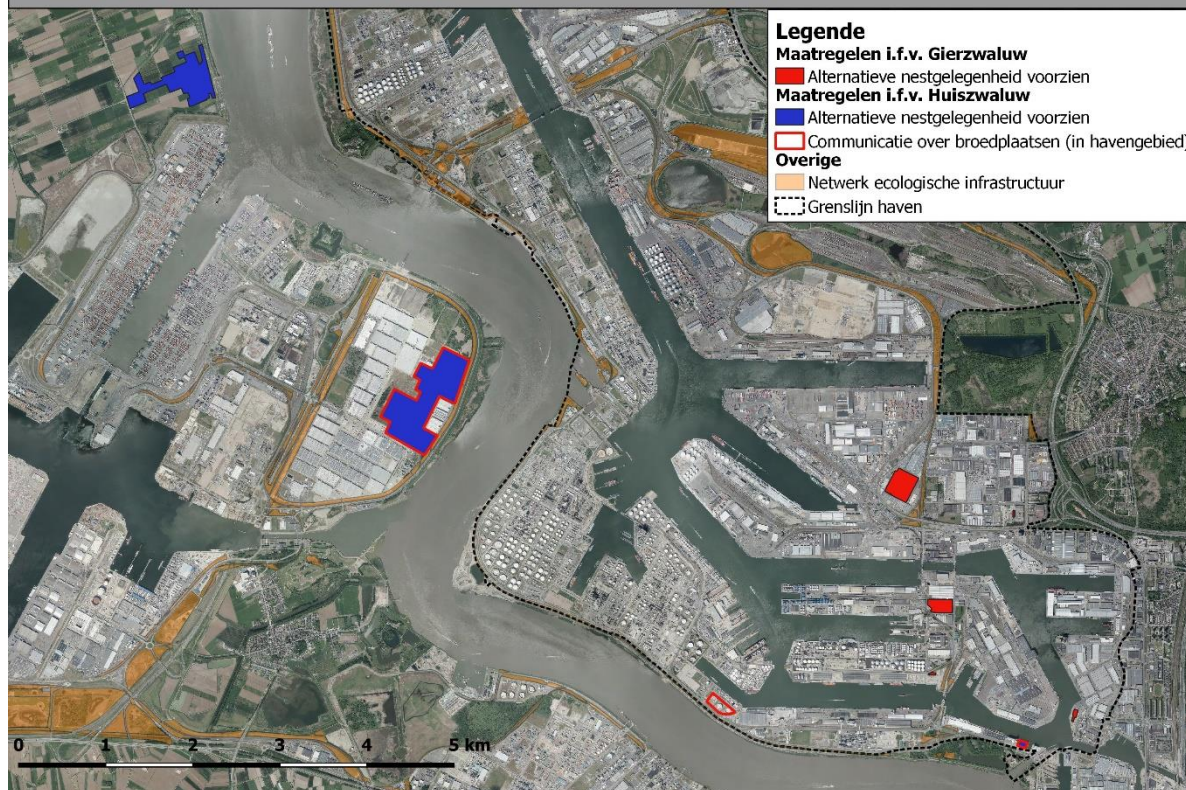 Legende
Maatregelen i.f.v. Gierzwaluw
Alternatieve nestgelegenheid voorzien
Maatregelen i.f.v. Huiszwaluw
Alternatieve nestgelegenheid voorzien
Communicatie over broedplaatsen (in havengebied)
Overige
Netwerk ecologische infrastructuur
Grenslijn haven
0 1 2 3 4 5 km